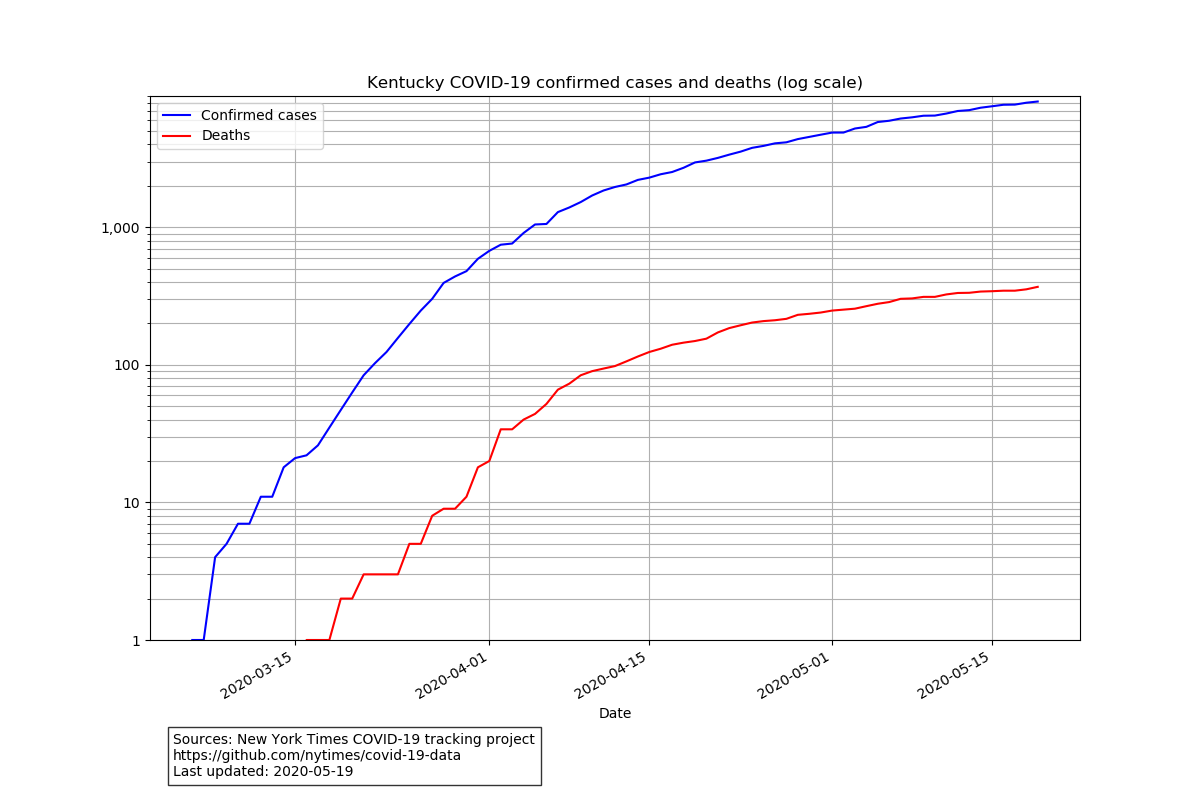 Kentucky COVID-19 confirmed cases and deaths (log scale)
Confirmed cases
Deaths
1,000
100
10
1
2020-03-15
2020-04-01
2020-04-15
2020-05-01
2020-05-15
Date
Sources: New York Times COVID-19 tracking project
https://github.com/nytimes/covid-19-data
Last updated: 2020-05-19